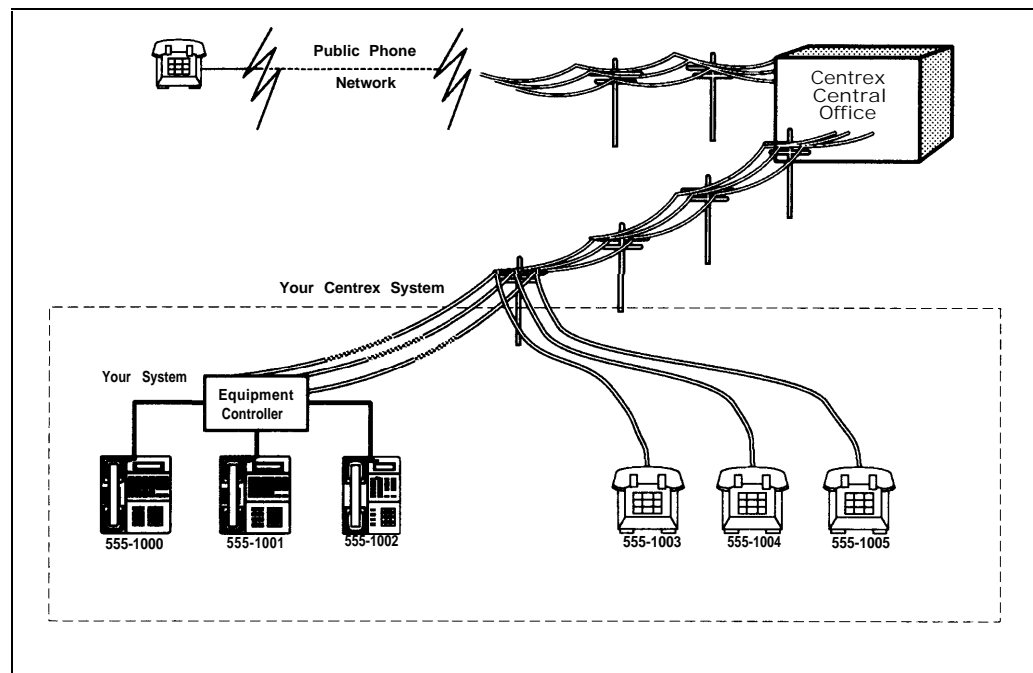 Public Phone
Network
Centrex
Central
Office
Your Centrex System
Your System
Equipment
Controller
555-1000
555-1001
555-1002
555-1003
555-1004
555-1005